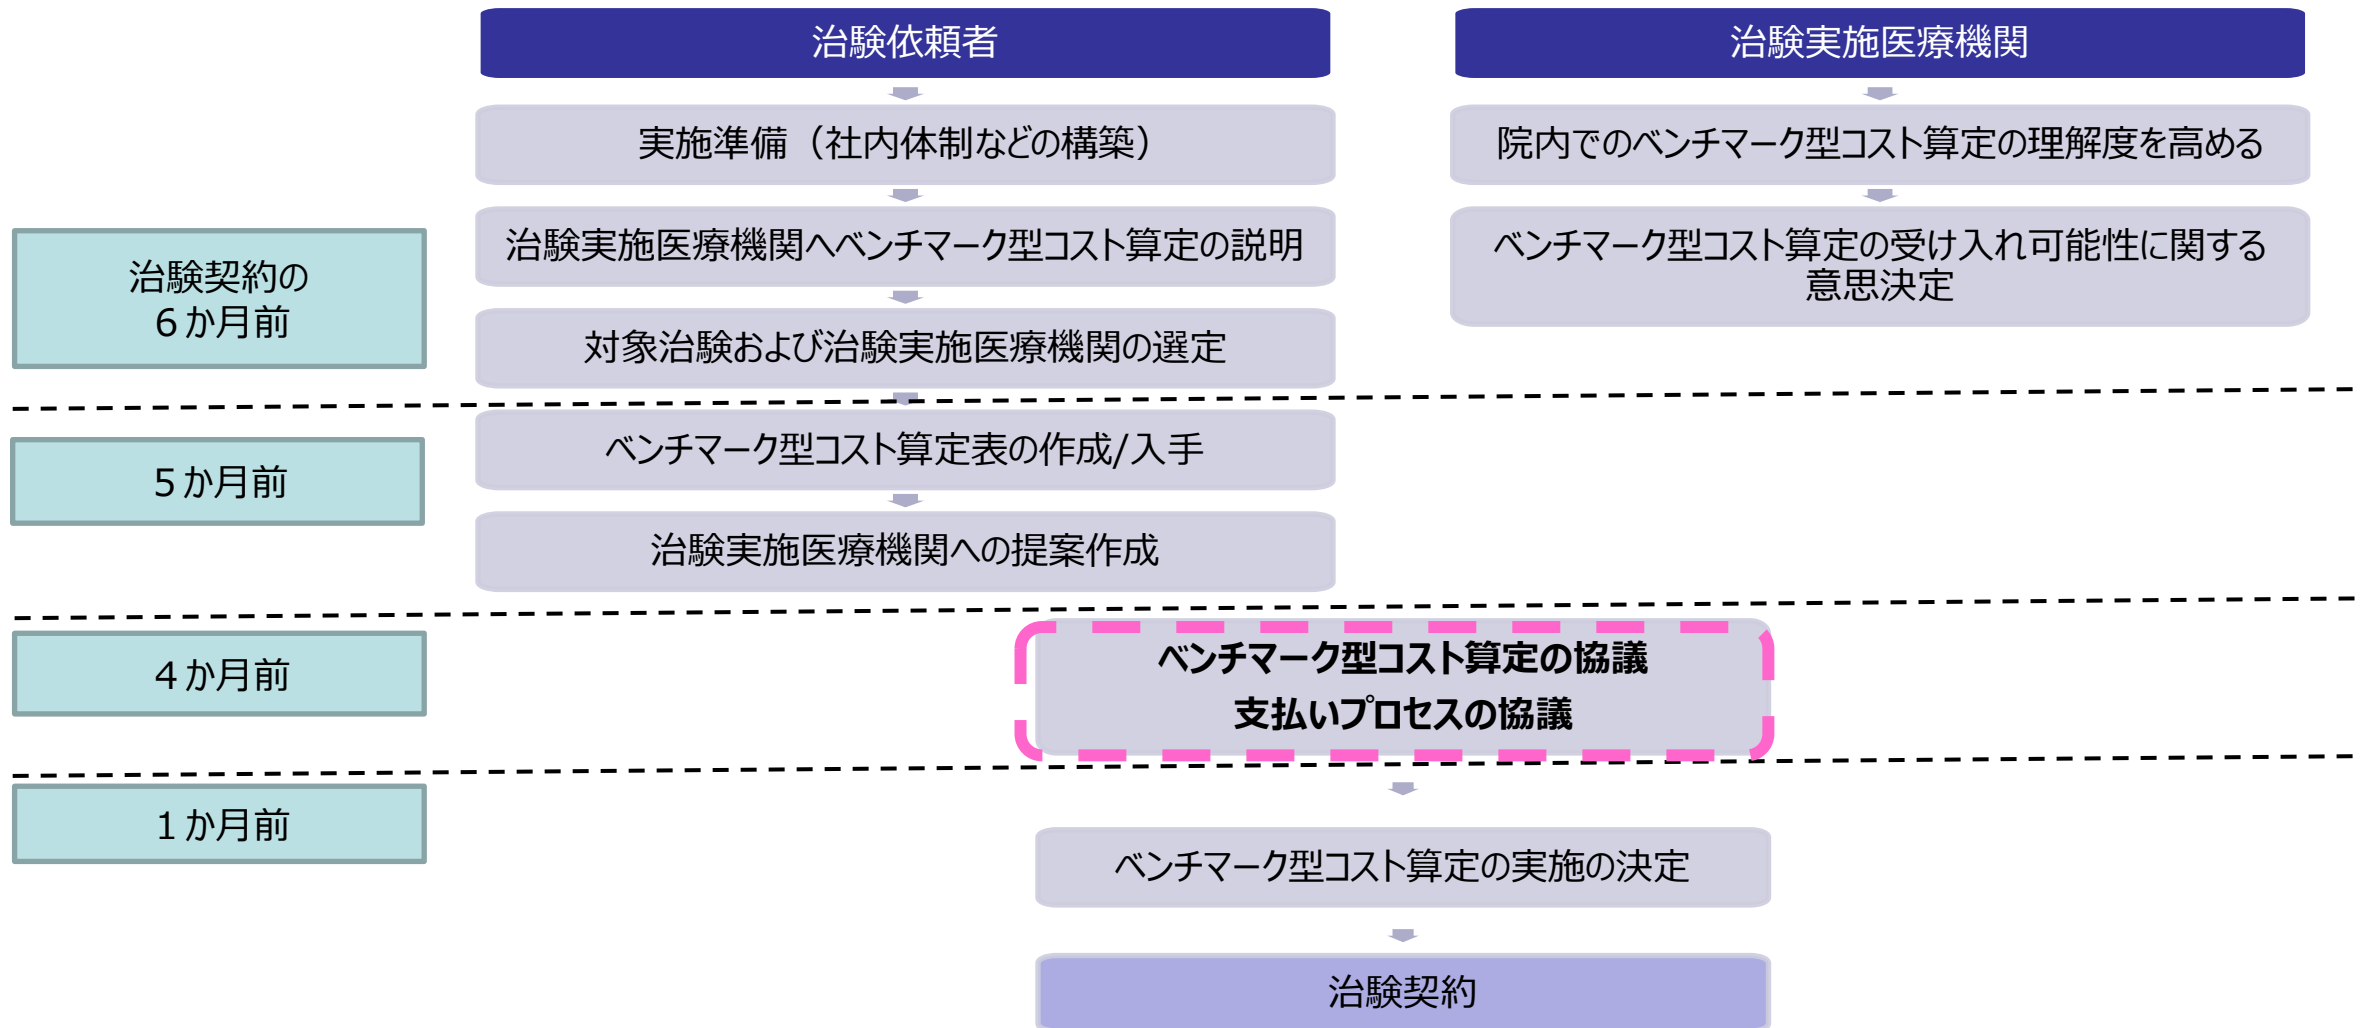 治験依頼者
治験実施医療機関
実施準備（社内体制などの構築）
院内でのベンチマーク型コスト算定の理解度を高める
治験契約の
６か月前
治験実施医療機関へベンチマーク型コスト算定の説明
ベンチマーク型コスト算定の受け入れ可能性に関する
意思決定
対象治験および治験実施医療機関の選定
５か月前
ベンチマーク型コスト算定表の作成/入手
治験実施医療機関への提案作成
４か月前
ベンチマーク型コスト算定の協議
支払いプロセスの協議
１か月前
ベンチマーク型コスト算定の実施の決定
治験契約